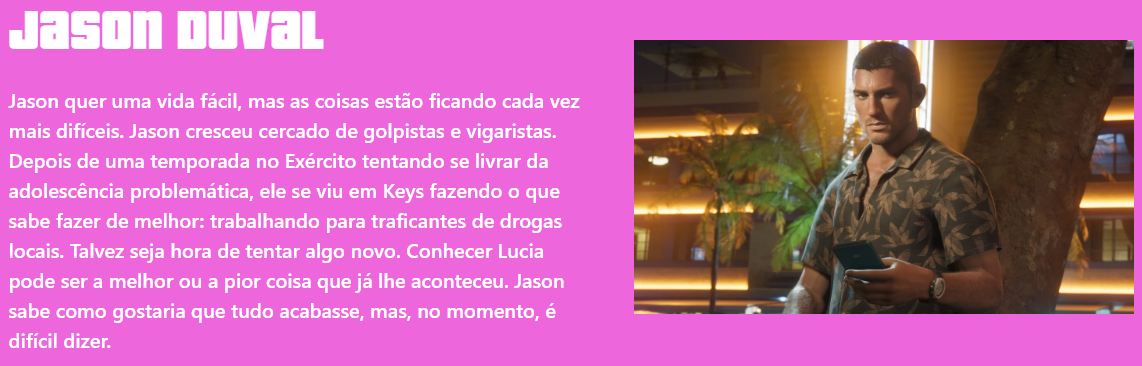 Jason Duval
Jason quer uma vida fácil, mas as coisas estão ficando cada vez
mais difíceis. Jason cresceu cercado de golpistas e vigaristas.
Depois de uma temporada no Exército tentando se livrar da
adolescência problemática, ele se viu em Keys fazendo o que
sabe fazer de melhor: trabalhando para traficantes de drogas
locais. Talvez seja hora de tentar algo novo. Conhecer Lucia
pode ser a melhor ou a pior coisa que já lhe aconteceu. Jason
sabe como gostaria que tudo acabasse, mas, no momento, é
difícil dizer.